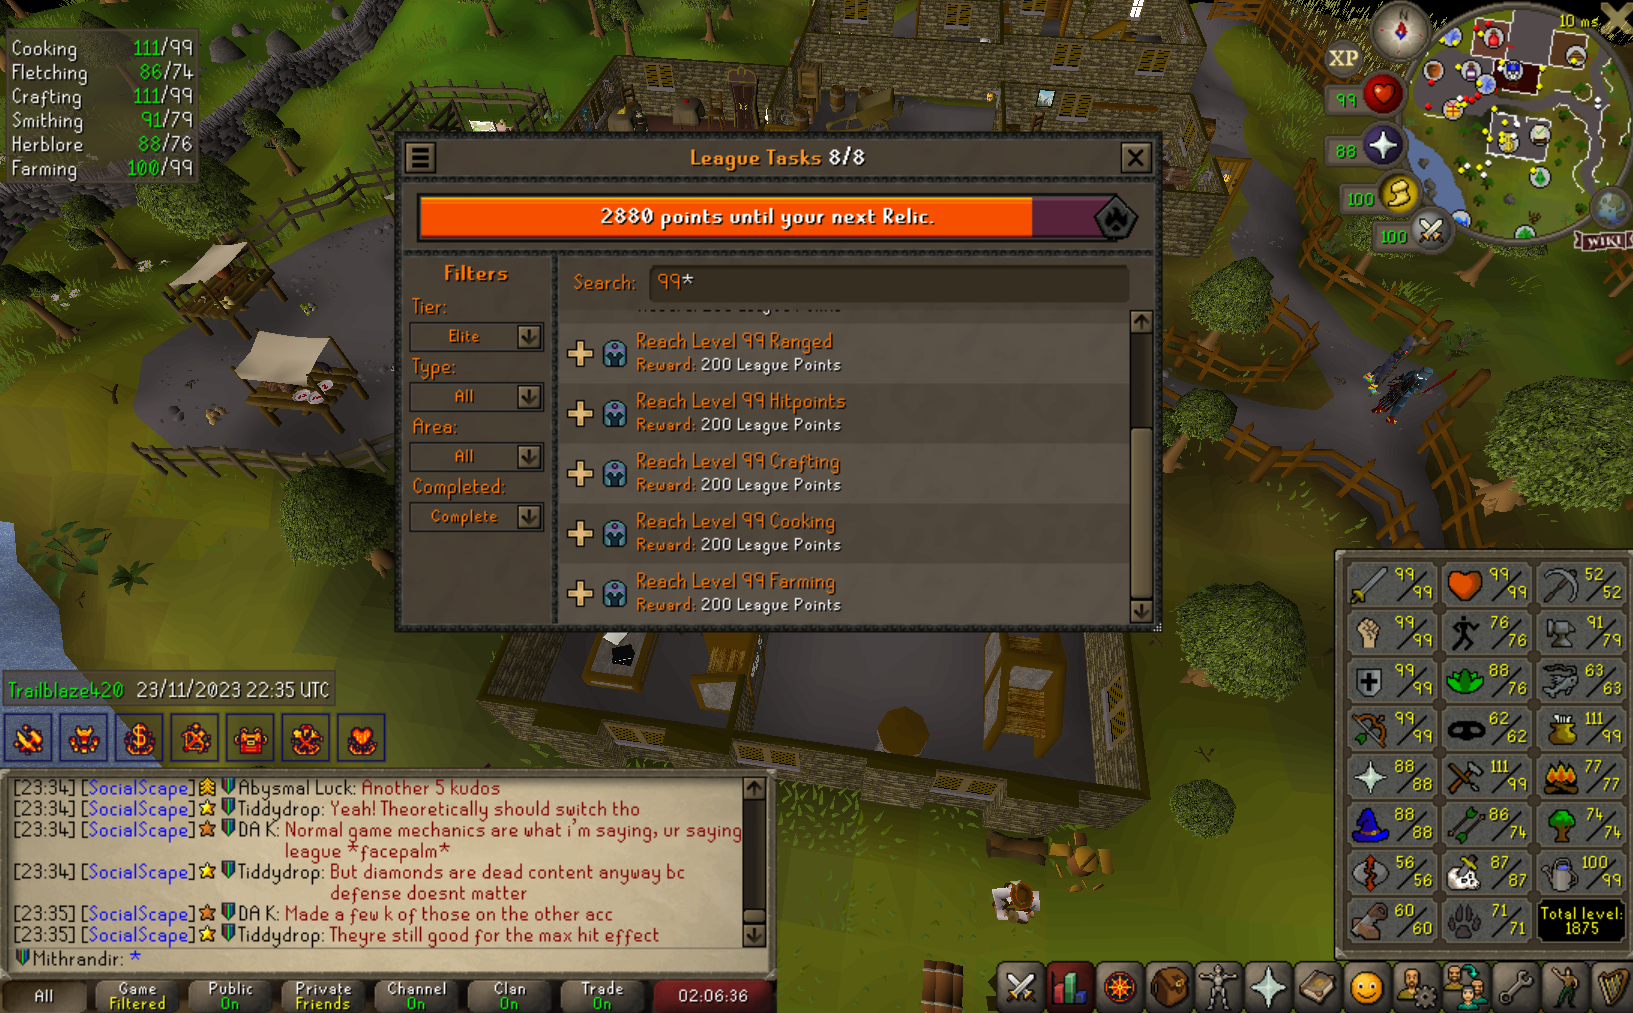 Cooking 111/99
Fletching 86/74
Crafting 111/99
Smithing 91/79
Herblore 88/76
Farming 100/99
10 ms
N
XP
99
88
100
100
WIKI
League Tasks 8/8
2880 points until your next Relic.
Filters
Tier:
Elite
Type:
All
Area:
All
Completed:
Complete
Search: 99*
Reach Level 99 Ranged
Reward: 200 League Points
Reach Level 99 Hitpoints
Reward: 200 League Points
Reach Level 99 Crafting
Reward: 200 League Points
Reach Level 99 Cooking
Reward: 200 League Points
Reach Level 99 Farming
Reward: 200 League Points
Trailblaze420 23/11/2023 22:35 UTC
[23:34] [SocialScape] Abysmal Luck: Another 5 kudos
[23:34] [SocialScape] Tiddydrop: Yeah! Theoretically should switch tho
[23:34] [SocialScape] DA K: Normal game mechanics are what i'm saying, ur saying
league *facepalm*
[23:34] [SocialScape] Tiddydrop: But diamonds are dead content anyway bc
defense doesnt matter
[23:35] [SocialScape] DA K: Made a few k of those on the other acc
[23:35] [SocialScape] Tiddydrop: Theyre still good for the max hit effect
Mithrandir: *
All
Game
Filtered
Public
On
Private
Friends
Channel
On
Clan
On
Trade
On
02:06:36
99/99 99/99 52/52
99/99 76/76 91/79
99/99 88/76 63/63
99/99 62/62 111/99
88/88 111/99 77/77
88/88 86/74 74/74
56/56 87/87 100/99
60/60 71/71
Total level:
1875